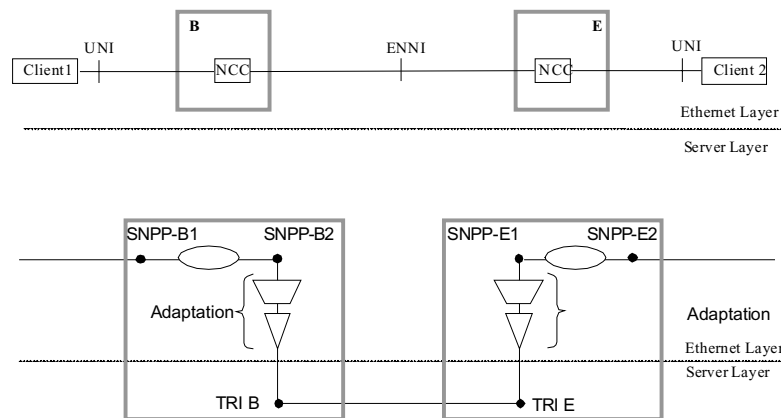 B
E
UNI
ENNI
UNI
Client1
NCC
NCC
Client 2
Ethernet Layer
Server Layer
SNPP-B1
SNPP-B2
SNPP-E1
SNPP-E2
Adaptation
Adaptation
Ethernet Layer
Server Layer
TRI B
TRI E